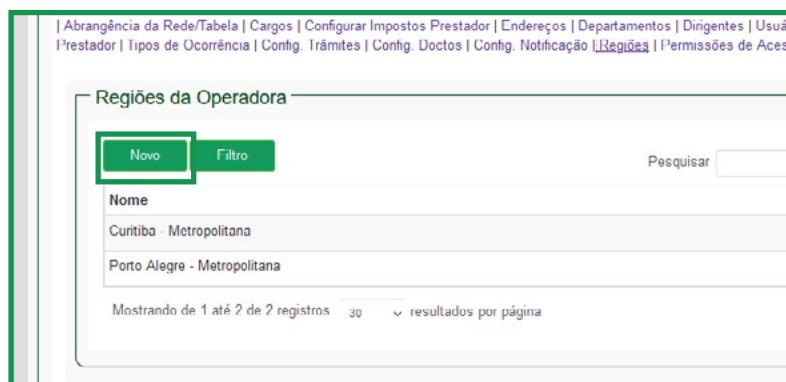 | Abrangência da Rede/Tabela | Cargos | Configurar Impostos Prestador | Endereços | Departamentos | Dirigentes |
Prestador | Tipos de Ocorrência | Config. Trâmites | Config. Doctos | Config. Notificação | Regiões | Permissões de
Regiões da Operadora
Novo Filtro Pesquisar
Nome
Curitiba - Metropolitana
Porto Alegre - Metropolitana
Mostrando de 1 até 2 de 2 registros 30 resultados por página